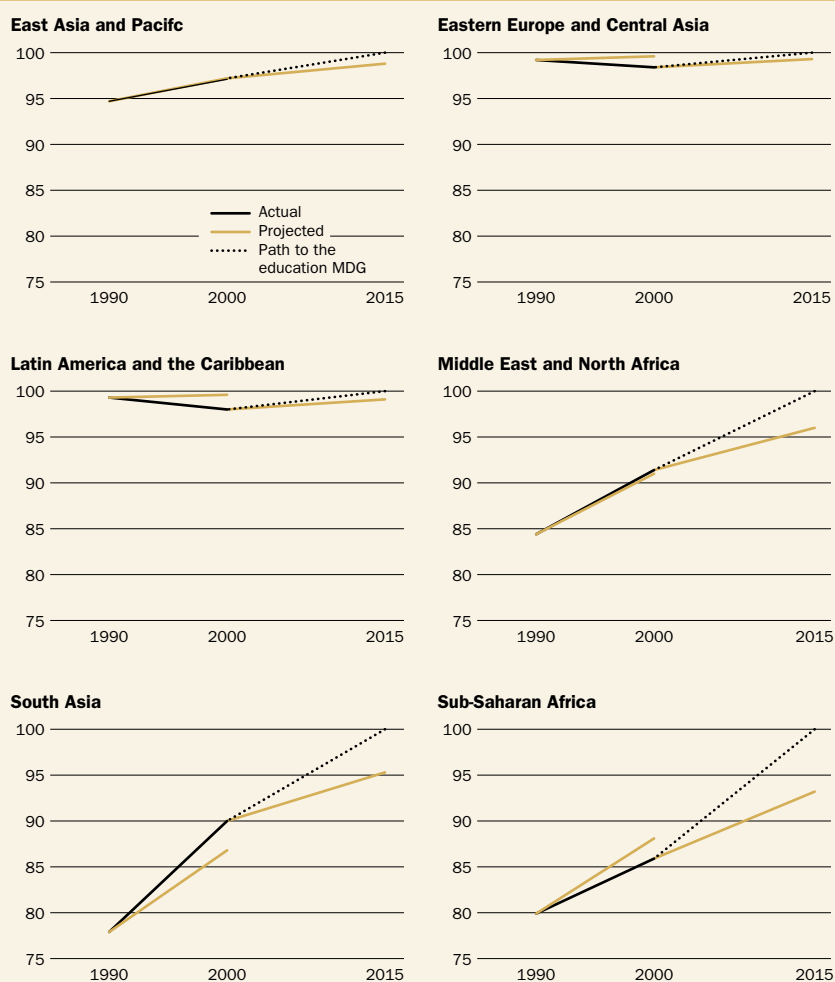 East Asia and Pacifc
100
95
90
85
80
75
Actual
Projected
Path to the
education MDG
1990 2000 2015
Eastern Europe and Central Asia
100
95
90
85
80
75
1990 2000 2015
Latin America and the Caribbean
100
95
90
85
80
75
1990 2000 2015
Middle East and North Africa
100
95
90
85
80
75
1990 2000 2015
South Asia
100
95
90
85
80
75
1990 2000 2015
Sub-Saharan Africa
100
95
90
85
80
75
1990 2000 2015